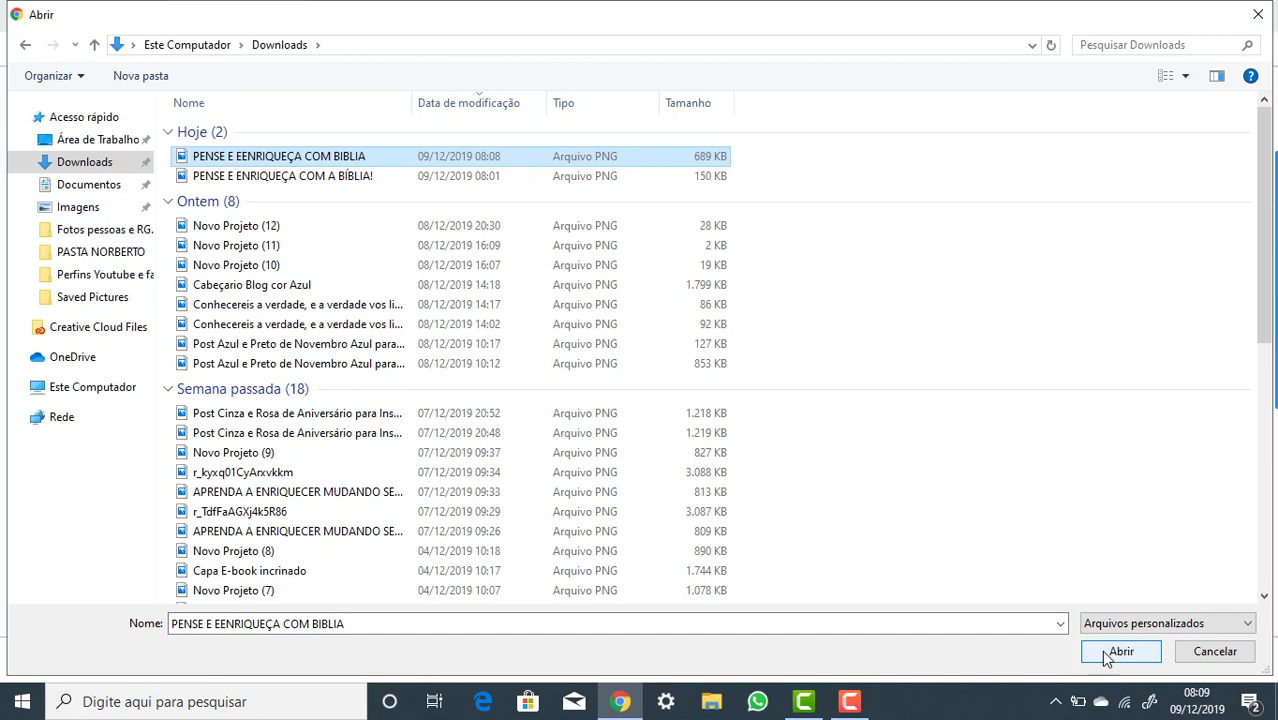 Abrir
Este Computador > Downloads >
Pesquisar Downloads
Organizar
Nova pasta
Nome
Data de modificação
Tipo
Tamanho
Acesso rápido
Área de Trabalho
Downloads
Documentos
Imagens
Fotos pessoas e RG.
PASTA NORBERTO
Perfins Youtube e fa
Saved Pictures
Creative Cloud Files
OneDrive
Este Computador
Rede
Hoje (2)
PENSE E EENRIQUEÇA COM BIBLIA 09/12/2019 08:08 Arquivo PNG 689 KB
PENSE E ENRIQUEÇA COM A BÍBLIA! 09/12/2019 08:01 Arquivo PNG 150 KB
Ontem (8)
Novo Projeto (12) 08/12/2019 20:30 Arquivo PNG 28 KB
Novo Projeto (11) 08/12/2019 16:09 Arquivo PNG 2 KB
Novo Projeto (10) 08/12/2019 16:07 Arquivo PNG 19 KB
Cabeçario Blog cor Azul 08/12/2019 14:18 Arquivo PNG 1.799 KB
Conhecereis a verdade, e a verdade vos li... 08/12/2019 14:17 Arquivo PNG 86 KB
Conhecereis a verdade, e a verdade vos li... 08/12/2019 14:02 Arquivo PNG 92 KB
Post Azul e Preto de Novembro Azul para... 08/12/2019 10:17 Arquivo PNG 127 KB
Post Azul e Preto de Novembro Azul para... 08/12/2019 10:12 Arquivo PNG 853 KB
Semana passada (18)
Post Cinza e Rosa de Aniversário para Ins... 07/12/2019 20:52 Arquivo PNG 1.218 KB
Post Cinza e Rosa de Aniversário para Ins... 07/12/2019 20:48 Arquivo PNG 1.219 KB
Novo Projeto (9) 07/12/2019 09:37 Arquivo PNG 827 KB
r_kyxq01CyArxvkkm 07/12/2019 09:34 Arquivo PNG 3.088 KB
APRENDA A ENRIQUECER MUDANDO SE... 07/12/2019 09:33 Arquivo PNG 813 KB
r_TdfFaAGXj4k5R86 07/12/2019 09:29 Arquivo PNG 3.087 KB
APRENDA A ENRIQUECER MUDANDO SE... 07/12/2019 09:26 Arquivo PNG 809 KB
Novo Projeto (8) 04/12/2019 10:18 Arquivo PNG 890 KB
Capa E-book incrinado 04/12/2019 10:17 Arquivo PNG 1.744 KB
Novo Projeto (7) 04/12/2019 10:07 Arquivo PNG 1.078 KB
Nome: PENSE E EENRIQUEÇA COM BIBLIA
Arquivos personalizados
Abrir
Cancelar
Digite aqui para pesquisar
08:09
09/12/2019
2